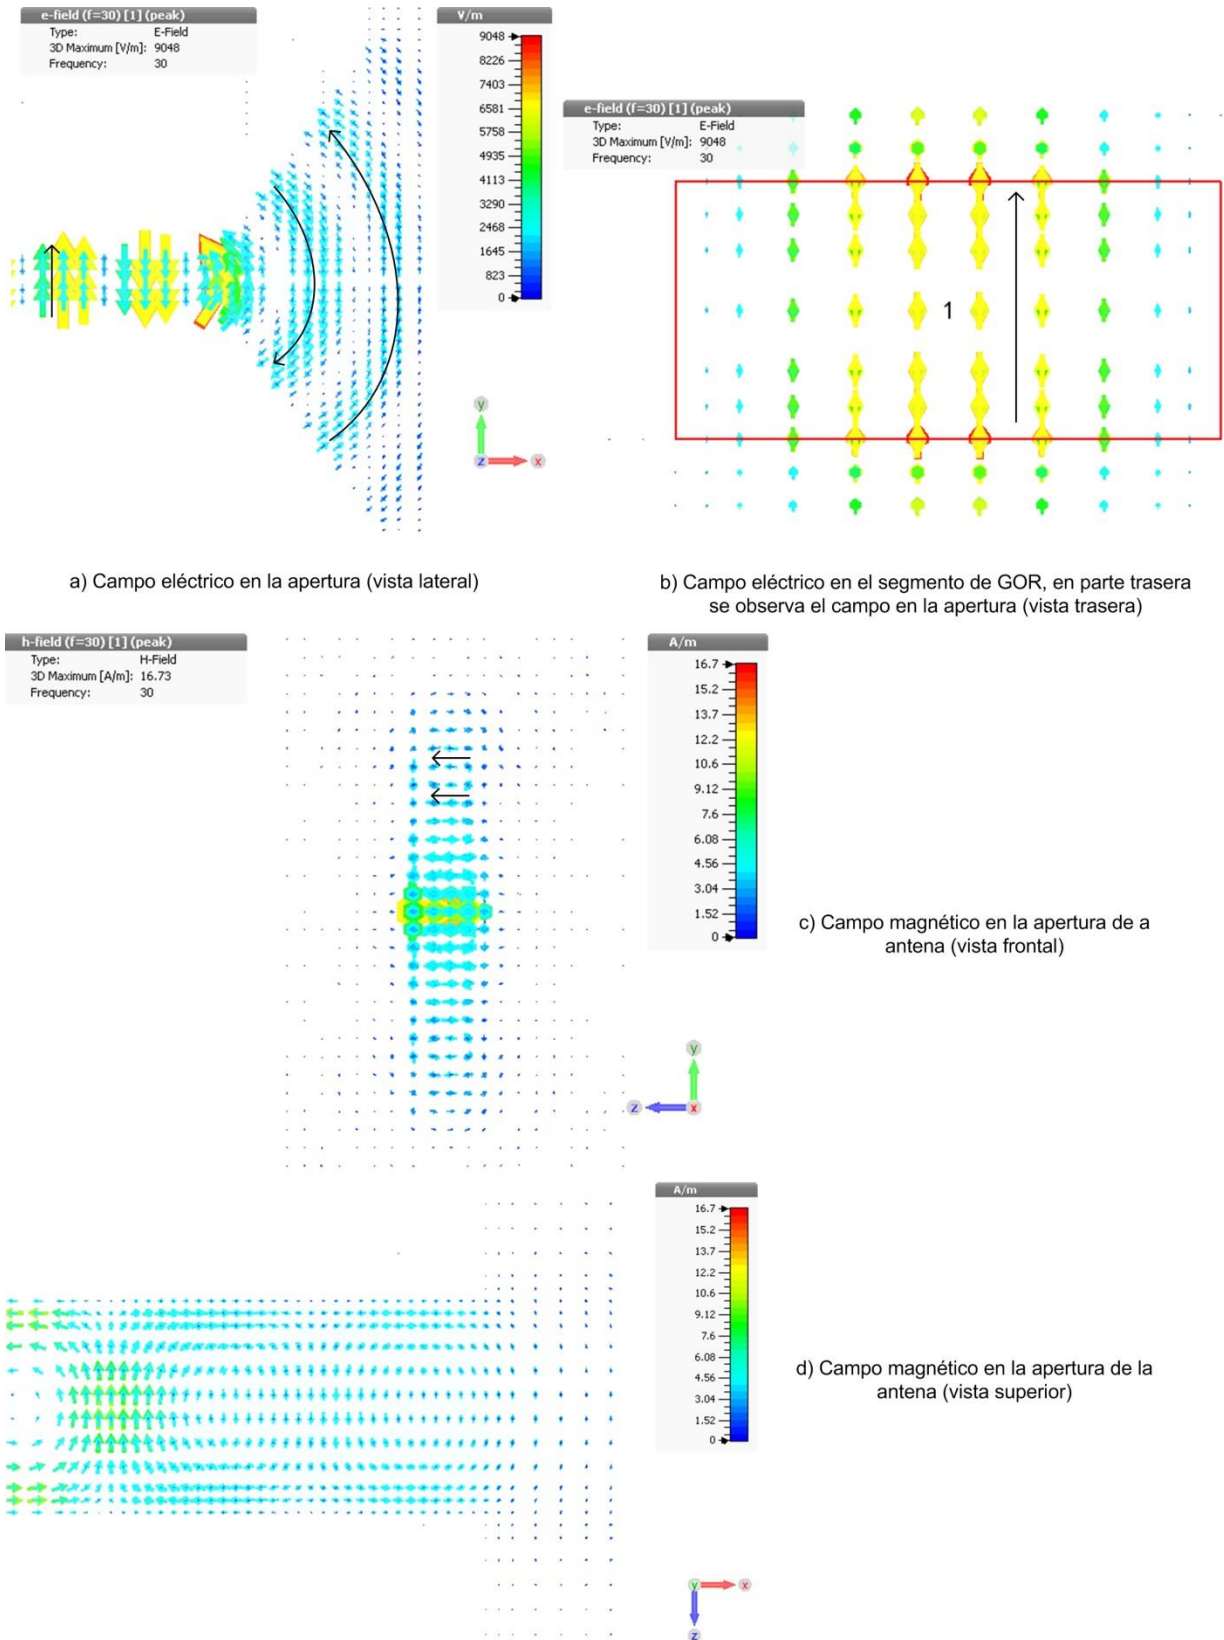 e-field (f=30) [1] (peak)
Type: E-Field
3D Maximum [V/m]: 9048
Frequency: 30
V/m
9048
8226
7403
6581
5758
4935
4113
3290
2468
1645
823
0
y
z
x
e-field (f=30) [1] (peak)
Type: E-Field
3D Maximum [V/m]: 9048
Frequency: 30
1
a) Campo eléctrico en la apertura (vista lateral)
b) Campo eléctrico en el segmento de GOR, en parte trasera
se observa el campo en la apertura (vista trasera)
h-field (f=30) [1] (peak)
Type: H-Field
3D Maximum [A/m]: 16.73
Frequency: 30
A/m
16.7
15.2
13.7
12.2
10.6
9.12
7.6
6.08
4.56
3.04
1.52
0
c) Campo magnético en la apertura de a
antena (vista frontal)
y
z
x
A/m
16.7
15.2
13.7
12.2
10.6
9.12
7.6
6.08
4.56
3.04
1.52
0
d) Campo magnético en la apertura de la
antena (vista superior)
y
x
z